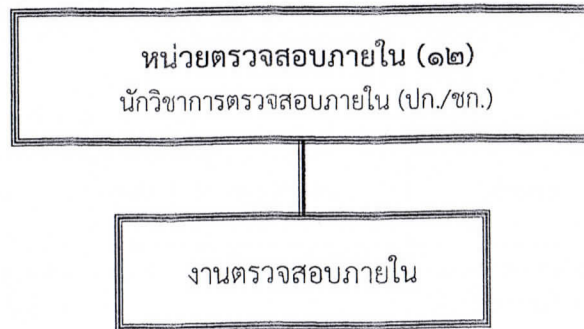 หน่วยตรวจสอบภายใน (๑๒)
นักวิชาการตรวจสอบภายใน (ปก./ชก.)
งานตรวจสอบภายใน